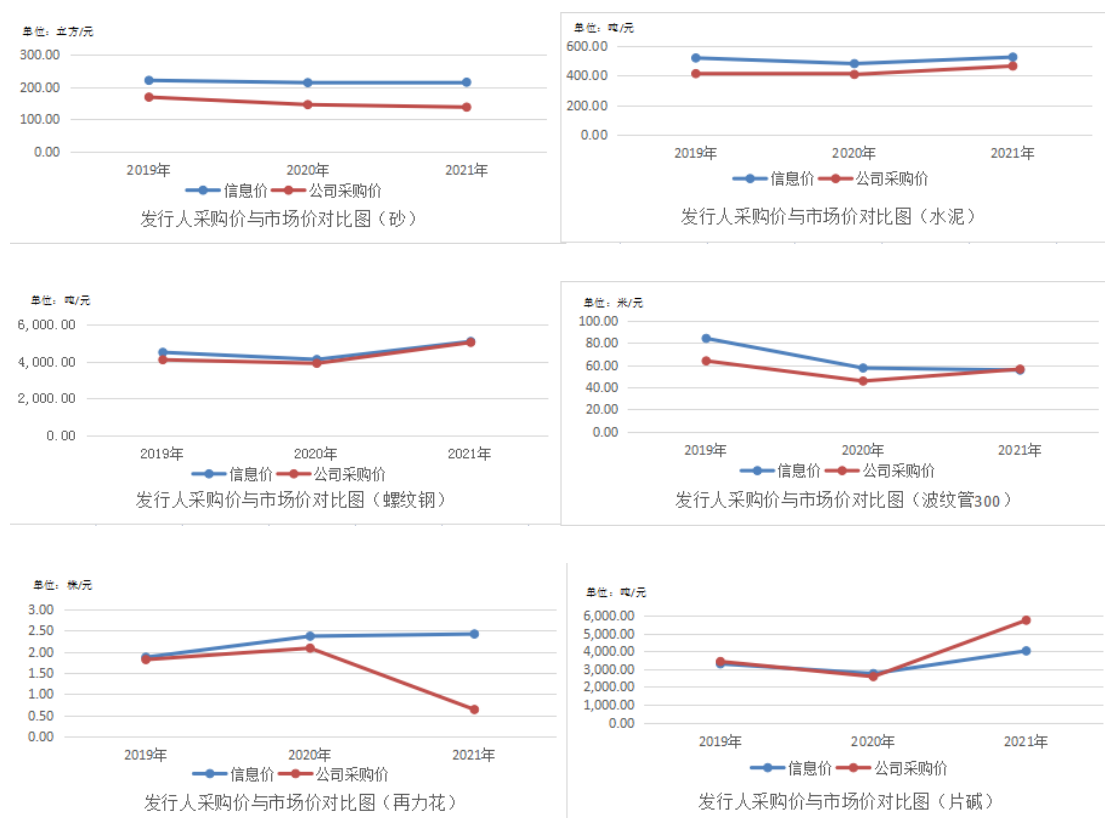 单位：立方/元
300.00
200.00
100.00
0.00
2019年 2020年 2021年
信息价 公司采购价
发行人采购价与市场价对比图（砂）
单位：吨/元
600.00
400.00
200.00
0.00
2019年 2020年 2021年
信息价 公司采购价
发行人采购价与市场价对比图（水泥）
单位：吨/元
6,000.00
4,000.00
2,000.00
0.00
2019年 2020年 2021年
信息价 公司采购价
发行人采购价与市场价对比图（螺纹钢）
单位：米/元
100.00
80.00
60.00
40.00
20.00
0.00
2019年 2020年 2021年
信息价 公司采购价
发行人采购价与市场价对比图（波纹管300）
单位：株/元
3.00
2.50
2.00
1.50
1.00
0.50
0.00
2019年 2020年 2021年
信息价 公司采购价
发行人采购价与市场价对比图（再力花）
单位：吨/元
6,000.00
5,000.00
4,000.00
3,000.00
2,000.00
1,000.00
0.00
2019年 2020年 2021年
信息价 公司采购价
发行人采购价与市场价对比图（片碱）